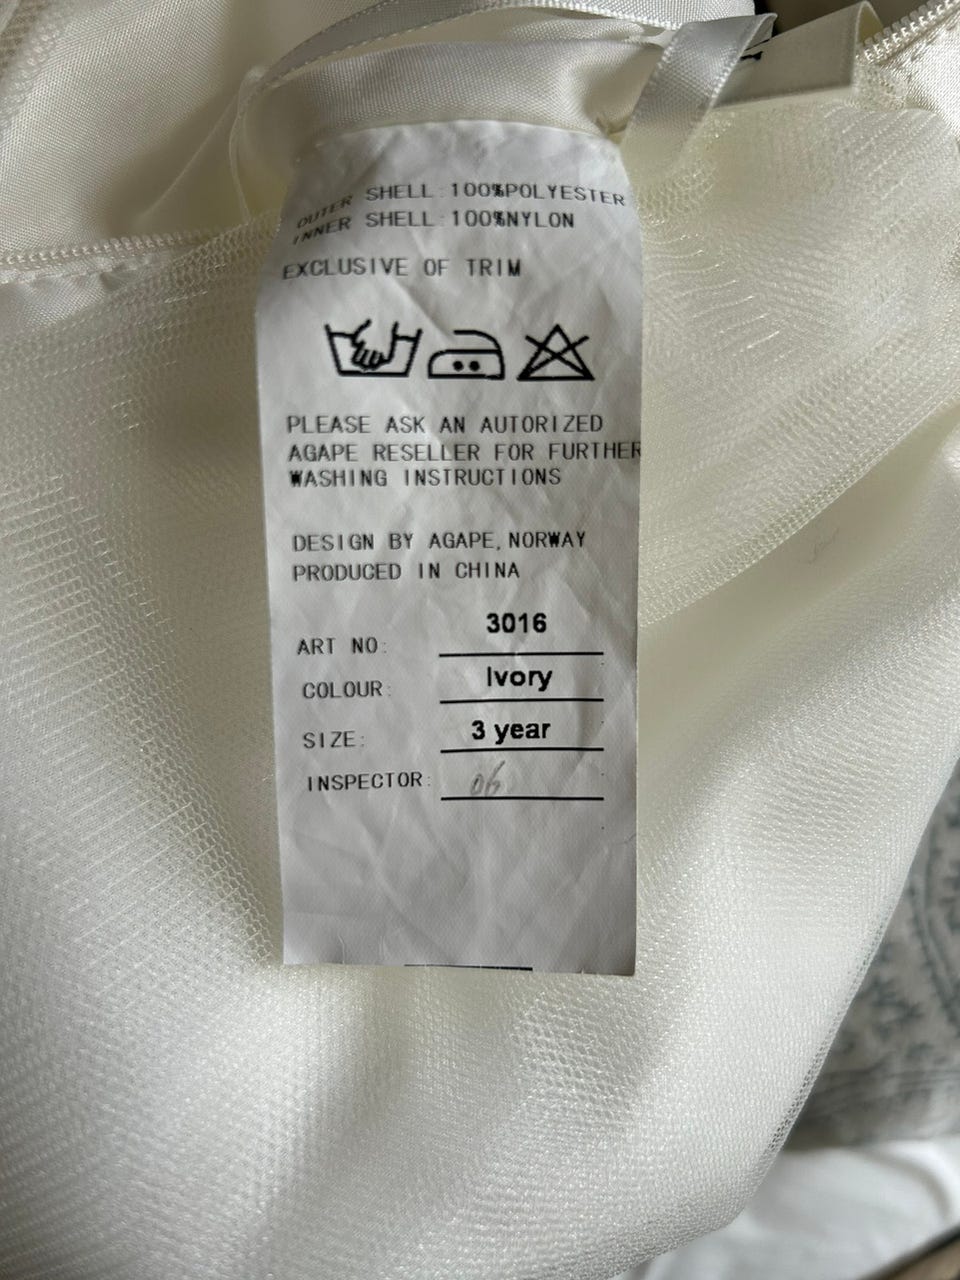 OUTER SHELL:100%POLYESTER
INNER SHELL:100%NYLON
EXCLUSIVE OF TRIM
PLEASE ASK AN AUTORIZED
AGAPE RESELLER FOR FURTHER
WASHING INSTRUCTIONS
DESIGN BY AGAPE, NORWAY
PRODUCED IN CHINA
ART NO: 3016
COLOUR: Ivory
SIZE: 3 year
INSPECTOR: 06